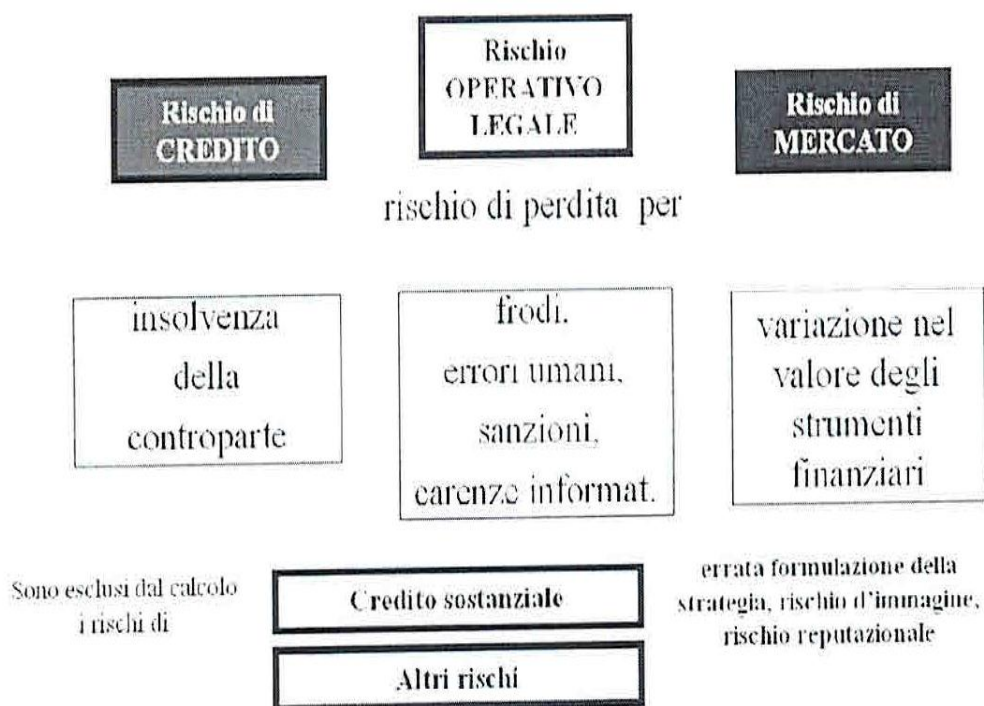 Rischio di
CREDITO
Rischio
OPERATIVO
LEGALE
Rischio di
MERCATO
rischio di perdita per
insolvenza
della
controparte
frodi,
errori umani,
sanzioni,
carenze informat.
variazione nel
valore degli
strumenti
finanziari
Sono esclusi dal calcolo
i rischi di
Credito sostanziale
Altri rischi
errata formulazione della
strategia, rischio d'immagine,
rischio reputazionale